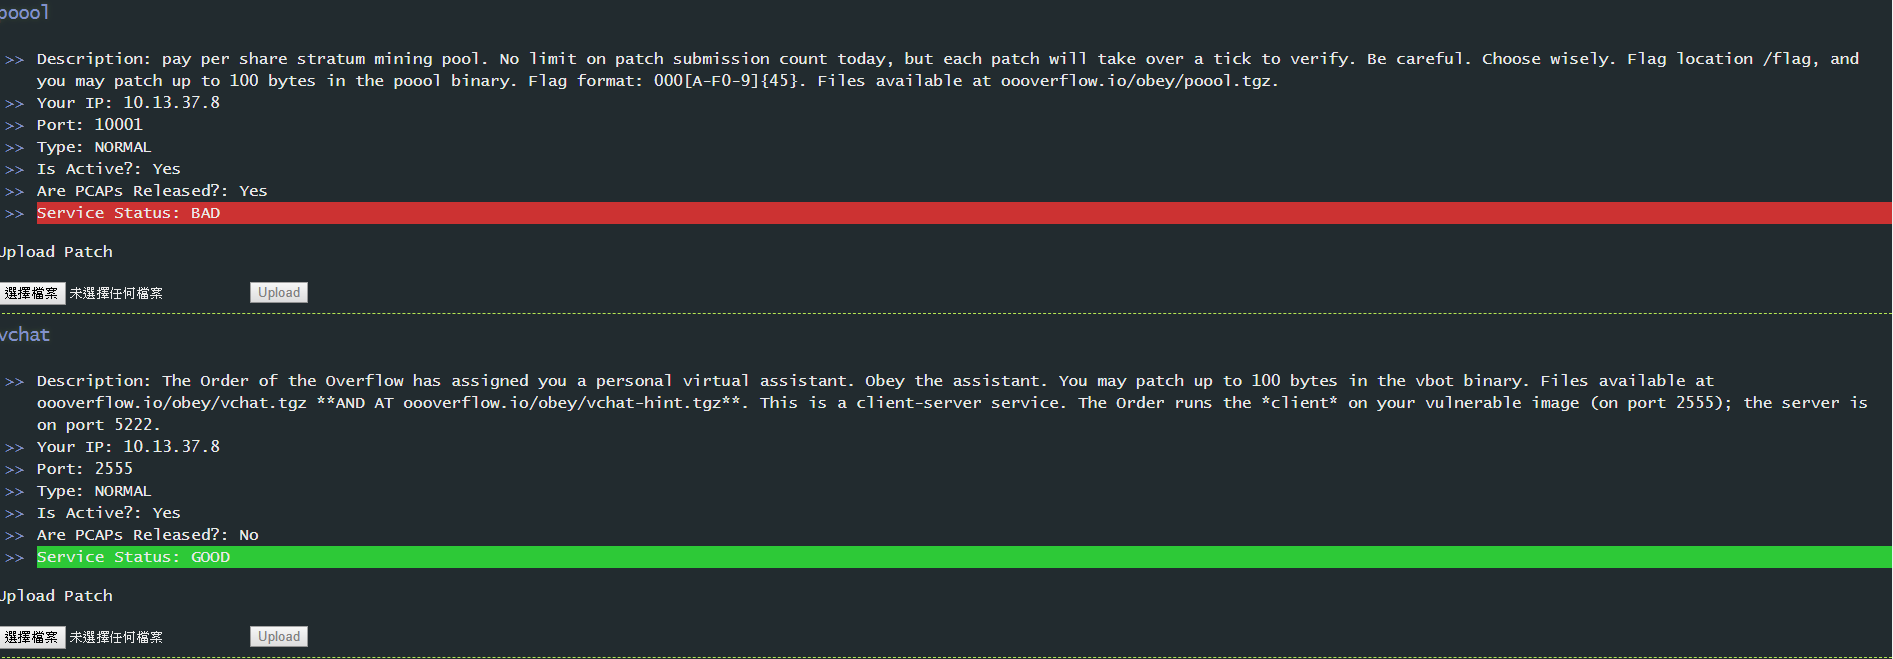 poool
>> Description: pay per share stratum mining pool. No limit on patch submission count today, but each patch will take over a tick to verify. Be careful. Choose wisely. Flag location /flag, and
you may patch up to 100 bytes in the poool binary. Flag format: OOO[A-F0-9]{45}. Files available at oooverflow.io/obey/poool.tgz.
>> Your IP: 10.13.37.8
>> Port: 10001
>> Type: NORMAL
>> Is Active?: Yes
>> Are PCAPs Released?: Yes
>> Service Status: BAD
Upload Patch
選擇檔案 未選擇任何檔案 Upload
vchat
>> Description: The Order of the Overflow has assigned you a personal virtual assistant. Obey the assistant. You may patch up to 100 bytes in the vbot binary. Files available at
oooverflow.io/obey/vchat.tgz **AND AT oooverflow.io/obey/vchat-hint.tgz**. This is a client-server service. The Order runs the *client* on your vulnerable image (on port 2555); the server is
on port 5222.
>> Your IP: 10.13.37.8
>> Port: 2555
>> Type: NORMAL
>> Is Active?: Yes
>> Are PCAPs Released?: No
>> Service Status: GOOD
Upload Patch
選擇檔案 未選擇任何檔案 Upload